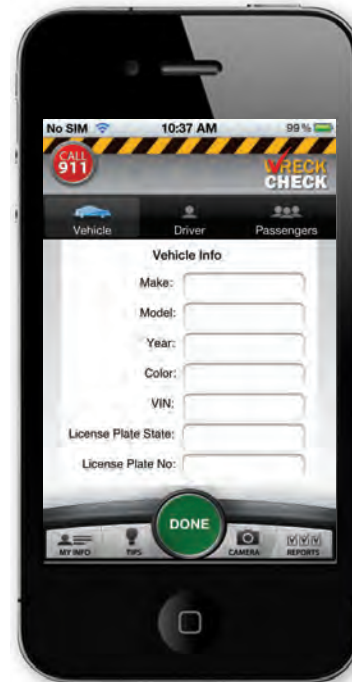 No SIM 10:37 AM 99%
CALL
911
WRECK
CHECK
Vehicle Driver Passengers
Vehicle Info
Make:
Model:
Year:
Color:
VIN:
License Plate State:
License Plate No:
DONE
MY INFO TIPS CAMERA REPORTS